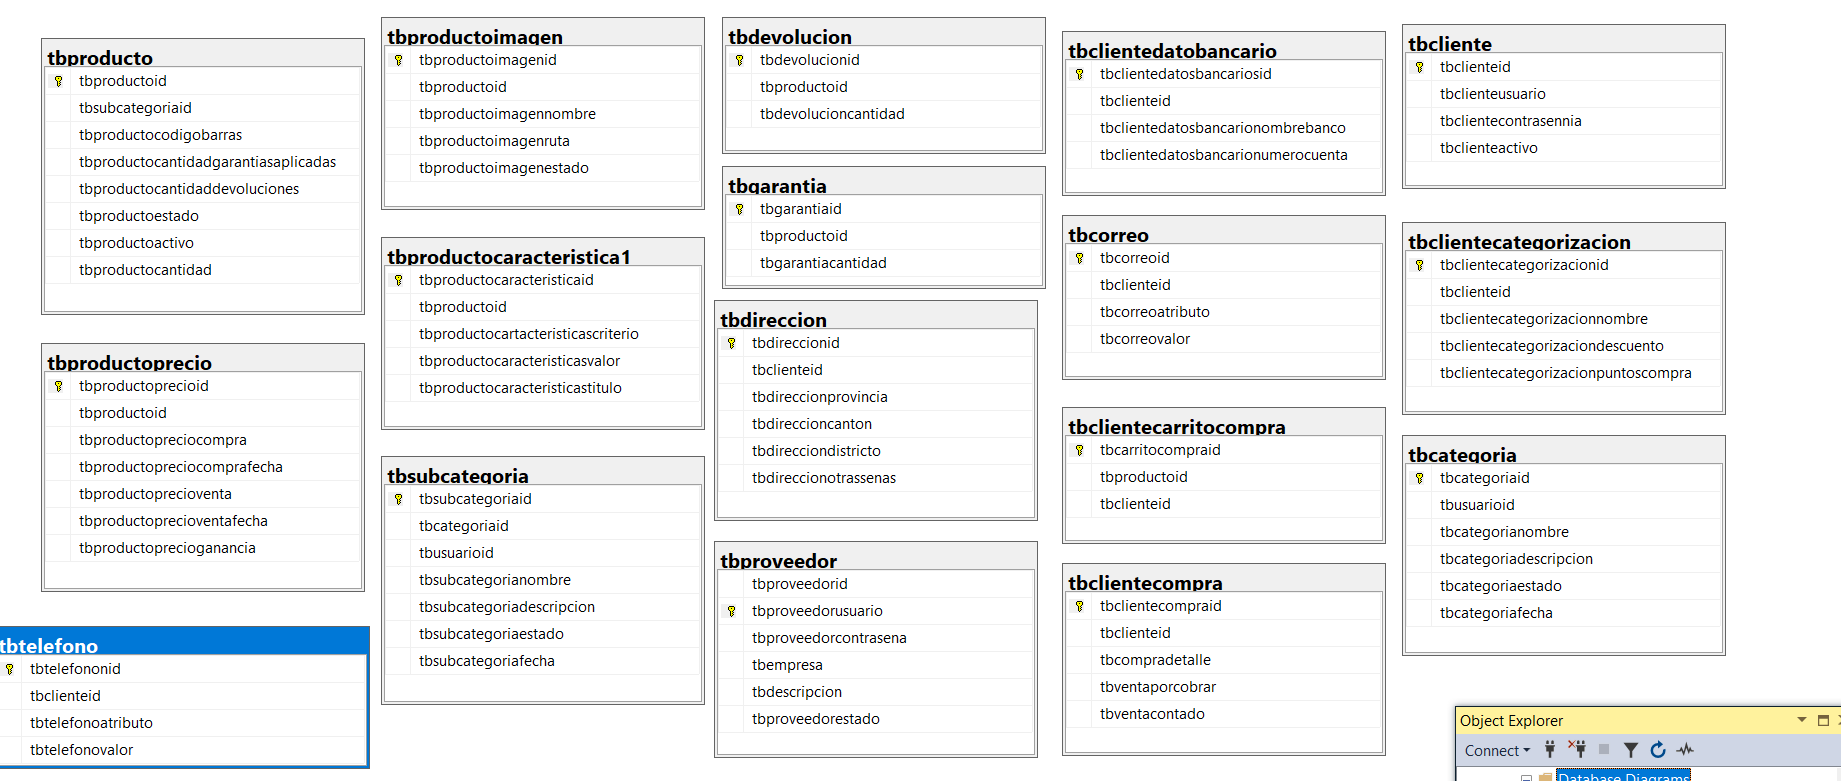 tbproducto
tbproductoid
tbsubcategoriaid
tbproductocodigobarras
tbproductocantidadgarantiasaplicadas
tbproductocantidaddevoluciones
tbproductoestado
tbproductoactivo
tbproductocantidad
tbproductoprecio
tbproductoprecioid
tbproductoid
tbproductopreciocompra
tbproductopreciocomprafecha
tbproductoprecioventa
tbproductoprecioventafecha
tbproductoprecioganancia
tbtelefono
tbtelefononid
tbclienteid
tbtelefonoatributo
tbtelefonovalor
tbproductoimagen
tbproductoimagenid
tbproductoid
tbproductoimagennombre
tbproductoimagenruta
tbproductoimagenestado
tbproductocaracteristica1
tbproductocaracteristicaid
tbproductoid
tbproductocartacteristicascriterio
tbproductocaracteristicasvalor
tbproductocaracteristicastitulo
tbsubcategoria
tbsubcategoriaid
tbcategoriaid
tbusuarioid
tbsubcategorianombre
tbsubcategoriadescripcion
tbsubcategoriaestado
tbsubcategoriafecha
tbdevolucion
tbdevolucionid
tbproductoid
tbdevolucioncantidad
tbgarantia
tbgarantiaid
tbproductoid
tbgarantiacantidad
tbdireccion
tbdireccionid
tbclienteid
tbdireccionprovincia
tbdireccioncanton
tbdirecciondistricto
tbdireccionotrassenas
tbproveedor
tbproveedorid
tbproveedorusuario
tbproveedorcontrasena
tbempresa
tbdescripcion
tbproveedorestado
tbclientedatobancario
tbclientedatosbancariosid
tbclienteid
tbclientedatosbancarionombrebanco
tbclientedatosbancarionumerocuenta
tbcorreo
tbcorreoid
tbclienteid
tbcorreoatributo
tbcorreovalor
tbclientecarritocompra
tbcarritocompraid
tbproductoid
tbclienteid
tbclientecompra
tbclientecompraid
tbclienteid
tbcompradetalle
tbventaporcobrar
tbventacontado
tbcliente
tbclienteid
tbclienteusuario
tbclientecontrasennia
tbclienteactivo
tbclientecategorizacion
tbclientecategorizacionid
tbclienteid
tbclientecategorizacionnombre
tbclientecategorizaciondescuento
tbclientecategorizacionpuntoscompra
tbcategoria
tbcategoriaid
tbusuarioid
tbcategorianombre
tbcategoriadescripcion
tbcategoriaestado
tbcategoriafecha
Object Explorer
Connect
Database Diagrams